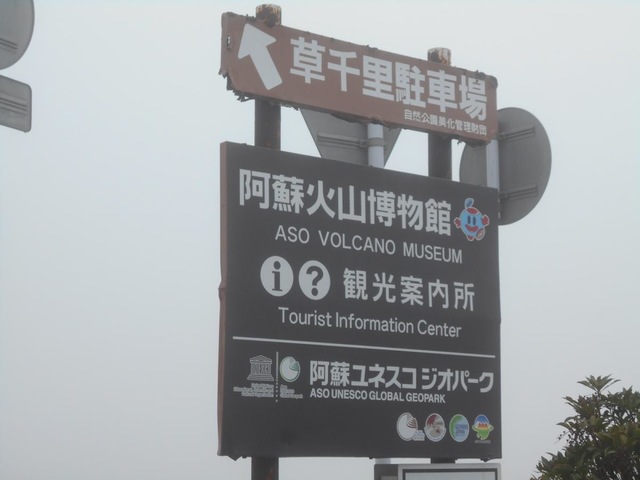 草千里駐車場
自然公園美化管理財団
阿蘇火山博物館
ASO VOLCANO MUSEUM
i ? 観光案内所
Tourist Information Center
阿蘇ユネスコ ジオパーク
ASO UNESCO GLOBAL GEOPARK